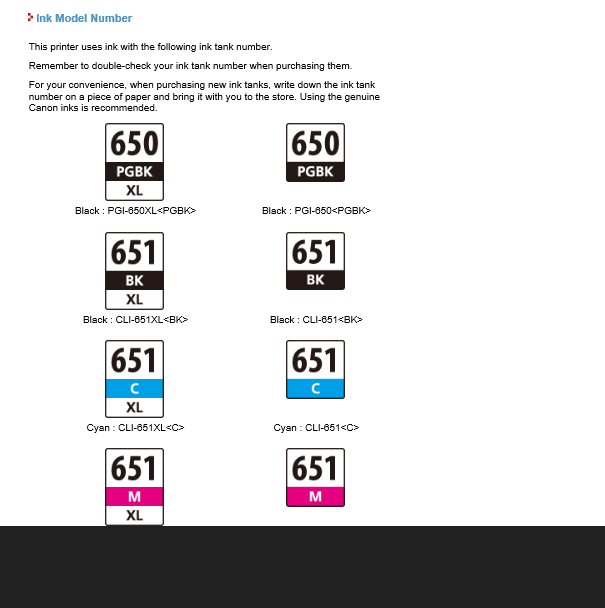 Ink Model Number
This printer uses ink with the following ink tank number.
Remember to double-check your ink tank number when purchasing them.
For your convenience, when purchasing new ink tanks, write down the ink tank
number on a piece of paper and bring it with you to the store. Using the genuine
Canon inks is recommended.
650 650
PGBK PGBK
XL
Black : PGI-650XL<PGBK> Black : PGI-650<PGBK>
651 651
BK BK
XL
Black : CLI-651XL<BK> Black : CLI-651<BK>
651 651
C C
XL
Cyan : CLI-651XL<C> Cyan : CLI-651<C>
651 651
M M
XL